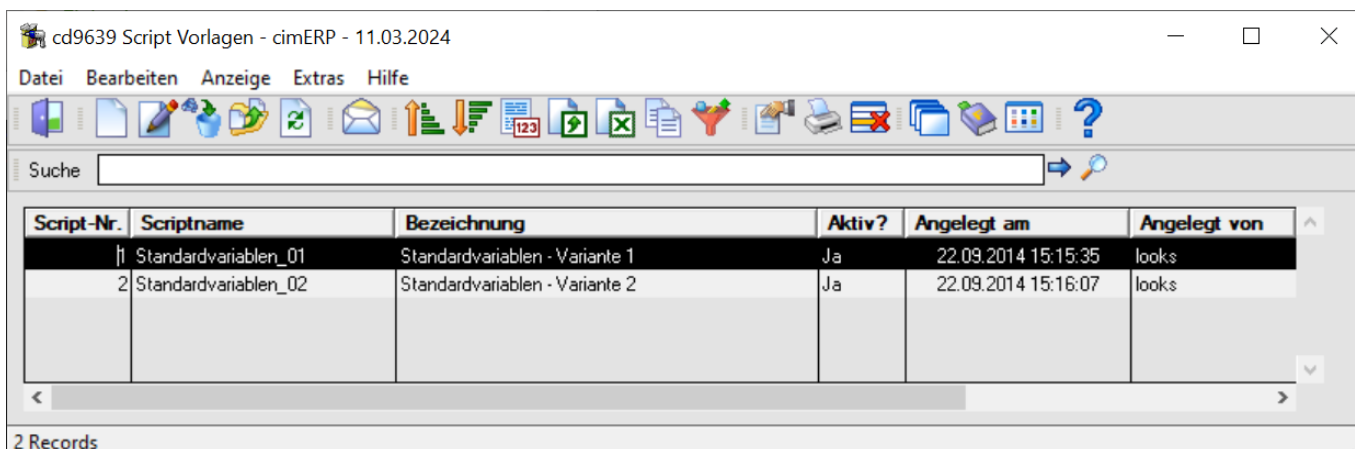 cd9639 Script Vorlagen - cimERP - 11.03.2024
Datei Bearbeiten Anzeige Extras Hilfe
123
Suche
Script-Nr. Scriptname Bezeichnung Aktiv? Angelegt am Angelegt von
1 Standardvariablen_01 Standardvariablen - Variante 1 Ja 22.09.2014 15:15:35 looks
2 Standardvariablen_02 Standardvariablen - Variante 2 Ja 22.09.2014 15:16:07 looks
2 Records